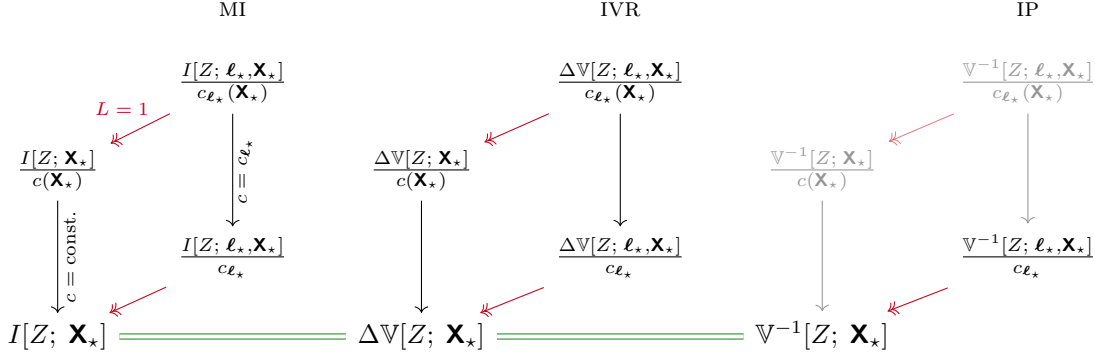 MI IVR IP
I[Z; ℓ⋆,X⋆] / c_ℓ⋆(X⋆) ΔV[Z; ℓ⋆,X⋆] / c_ℓ⋆(X⋆) 𝕍⁻¹[Z; ℓ⋆,X⋆] / c_ℓ⋆(X⋆)
L = 1
I[Z; X⋆] / c(X⋆) Δ𝕍[Z; X⋆] / c(X⋆) 𝕍⁻¹[Z; X⋆] / c(X⋆)
c = c_ℓ⋆
c = const.
I[Z; ℓ⋆,X⋆] / c_ℓ⋆ Δ𝕍[Z; ℓ⋆,X⋆] / c_ℓ⋆ 𝕍⁻¹[Z; ℓ⋆,X⋆] / c_ℓ⋆
I[Z; X⋆] Δ𝕍[Z; X⋆] 𝕍⁻¹[Z; X⋆]